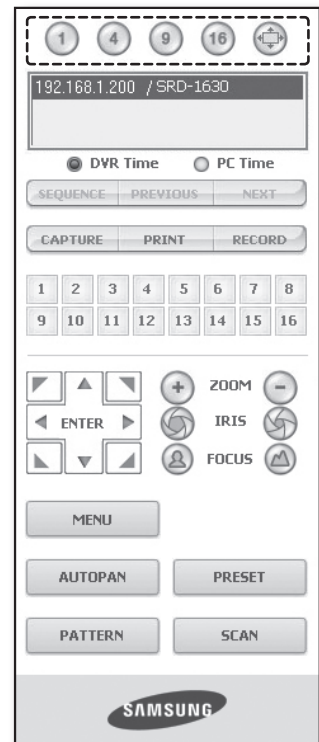 1 4 9 16
192.168.1.200 / SRD-1630
DVR Time PC Time
SEQUENCE PREVIOUS NEXT
CAPTURE PRINT RECORD
1 2 3 4 5 6 7 8
9 10 11 12 13 14 15 16
ZOOM
ENTER IRIS
FOCUS
MENU
AUTOPAN PRESET
PATTERN SCAN
SAMSUNG